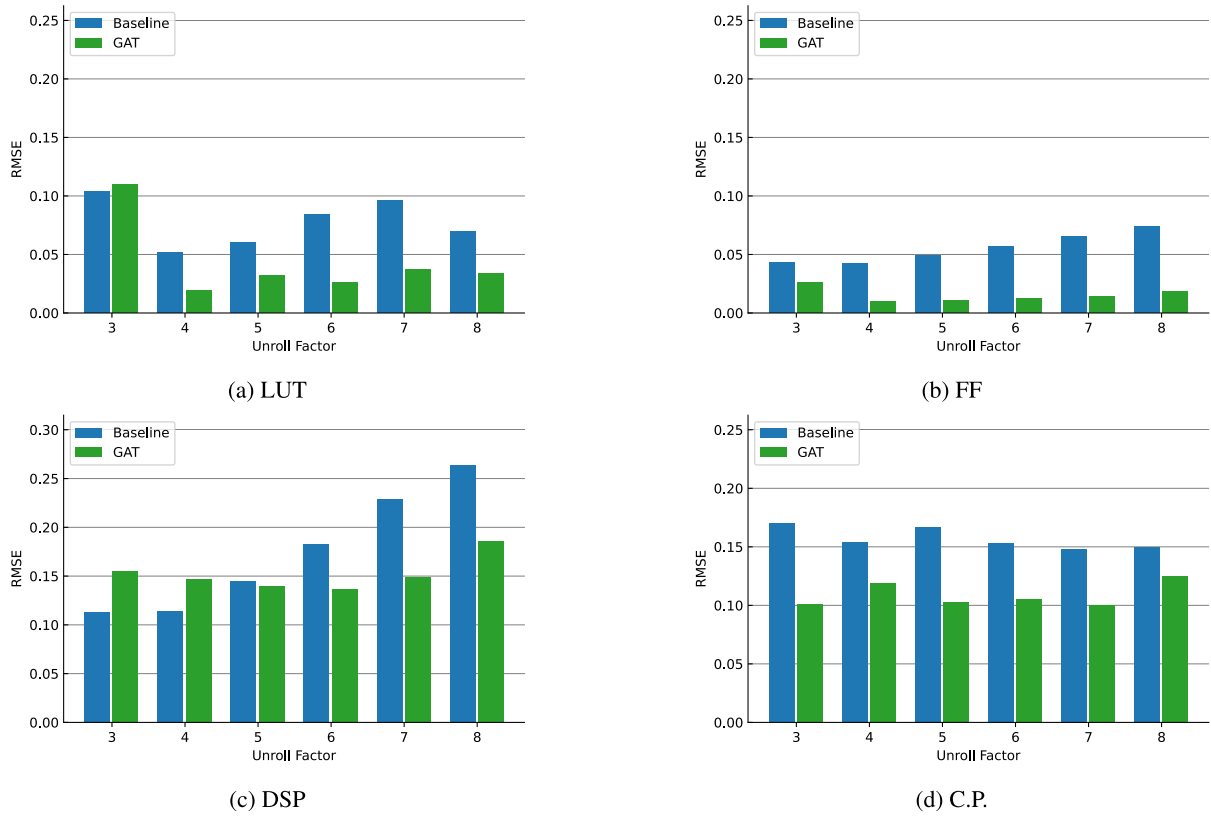 0.25
0.20
0.15
0.10
0.05
0.00
RMSE
Baseline
GAT
3 4 5 6 7 8
Unroll Factor
(a) LUT
0.25
0.20
0.15
0.10
0.05
0.00
RMSE
Baseline
GAT
3 4 5 6 7 8
Unroll Factor
(b) FF
0.30
0.25
0.20
0.15
0.10
0.05
0.00
RMSE
Baseline
GAT
3 4 5 6 7 8
Unroll Factor
(c) DSP
0.25
0.20
0.15
0.10
0.05
0.00
RMSE
Baseline
GAT
3 4 5 6 7 8
Unroll Factor
(d) C.P.